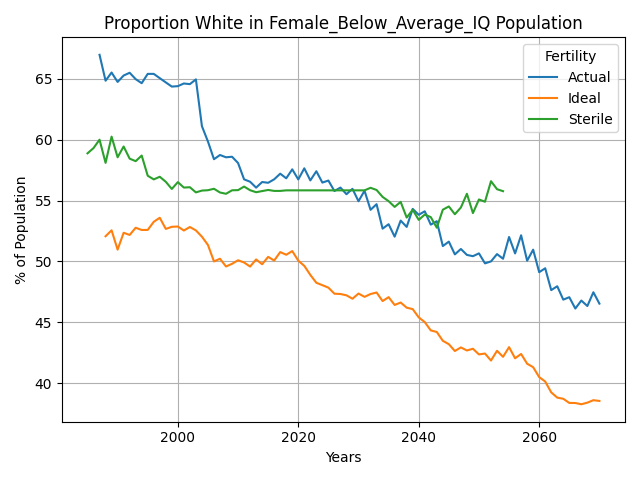 Proportion White in Female_Below_Average_IQ Population
Fertility
Actual
Ideal
Sterile
% of Population
65
60
55
50
45
40
2000
2020
2040
2060
Years